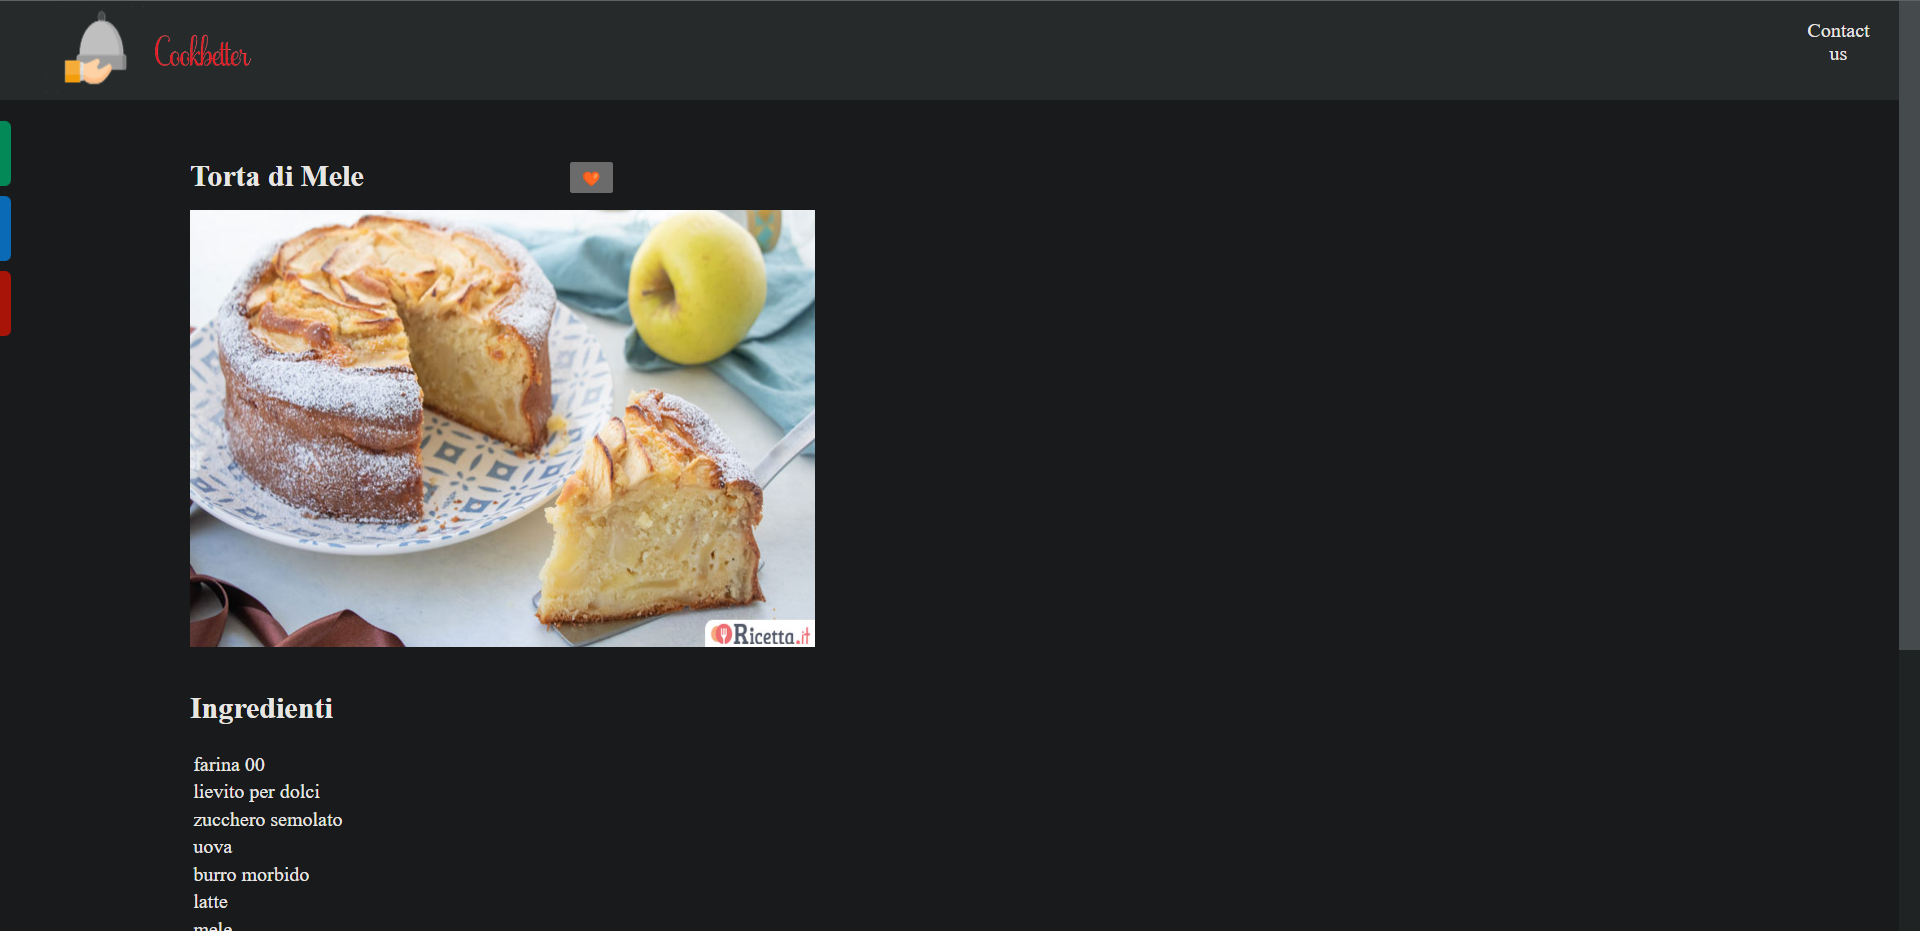 Cookbetter
Contact
us
Torta di Mele
Ricetta.it
Ingredienti
farina 00
lievito per dolci
zucchero semolato
uova
burro morbido
latte
mele